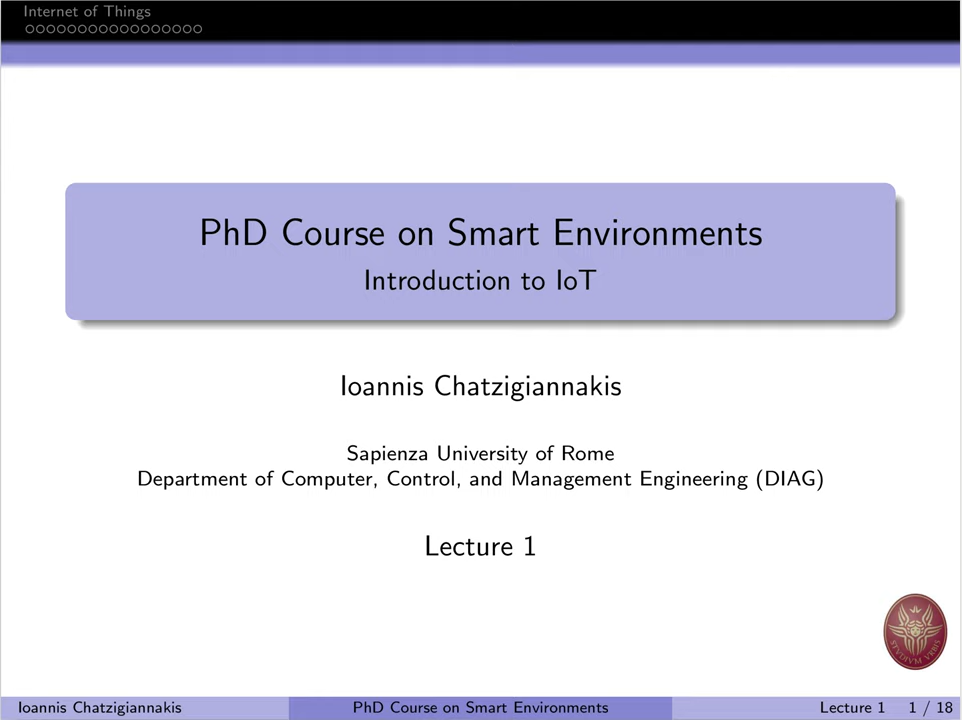 Internet of Things
PhD Course on Smart Environments
Introduction to IoT
Ioannis Chatzigiannakis
Sapienza University of Rome
Department of Computer, Control, and Management Engineering (DIAG)
Lecture 1
STVDIVM VRBIS
Ioannis Chatzigiannakis
PhD Course on Smart Environments
Lecture 1 1 / 18